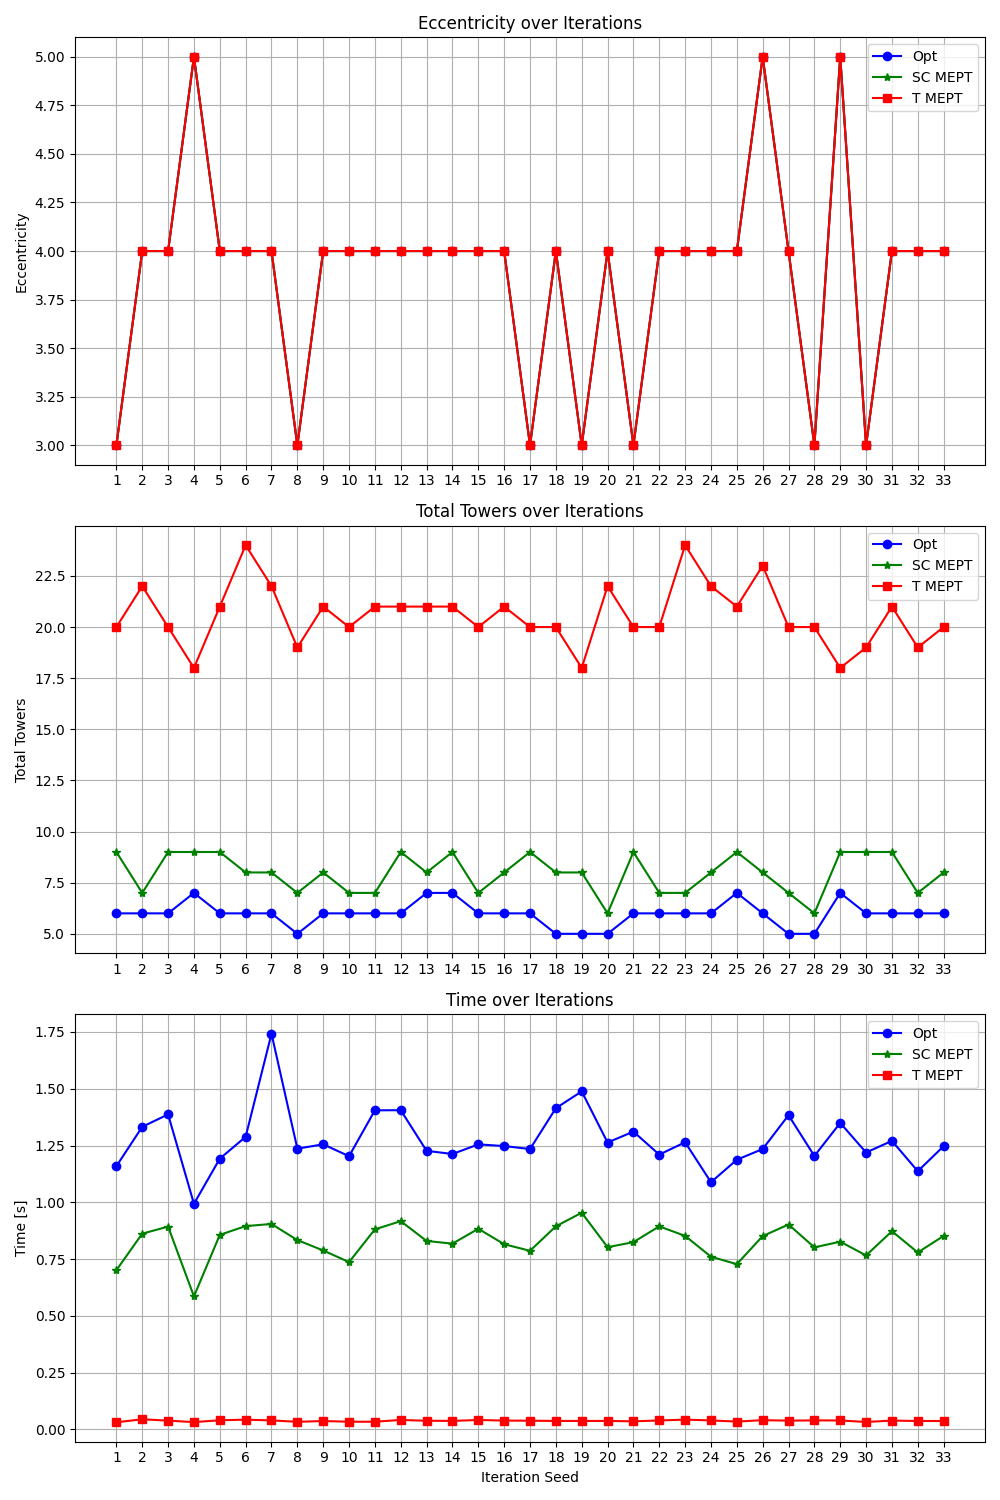 Eccentricity over Iterations
5.00
4.75
4.50
4.25
4.00
3.75
3.50
3.25
3.00
Eccentricity
Opt
SC MEPT
T MEPT
1 2 3 4 5 6 7 8 9 10 11 12 13 14 15 16 17 18 19 20 21 22 23 24 25 26 27 28 29 30 31 32 33
Total Towers over Iterations
22.5
20.0
17.5
15.0
12.5
10.0
7.5
5.0
Total Towers
Opt
SC MEPT
T MEPT
1 2 3 4 5 6 7 8 9 10 11 12 13 14 15 16 17 18 19 20 21 22 23 24 25 26 27 28 29 30 31 32 33
Time over Iterations
1.75
1.50
1.25
1.00
0.75
0.50
0.25
0.00
Time [s]
Opt
SC MEPT
T MEPT
1 2 3 4 5 6 7 8 9 10 11 12 13 14 15 16 17 18 19 20 21 22 23 24 25 26 27 28 29 30 31 32 33
Iteration Seed